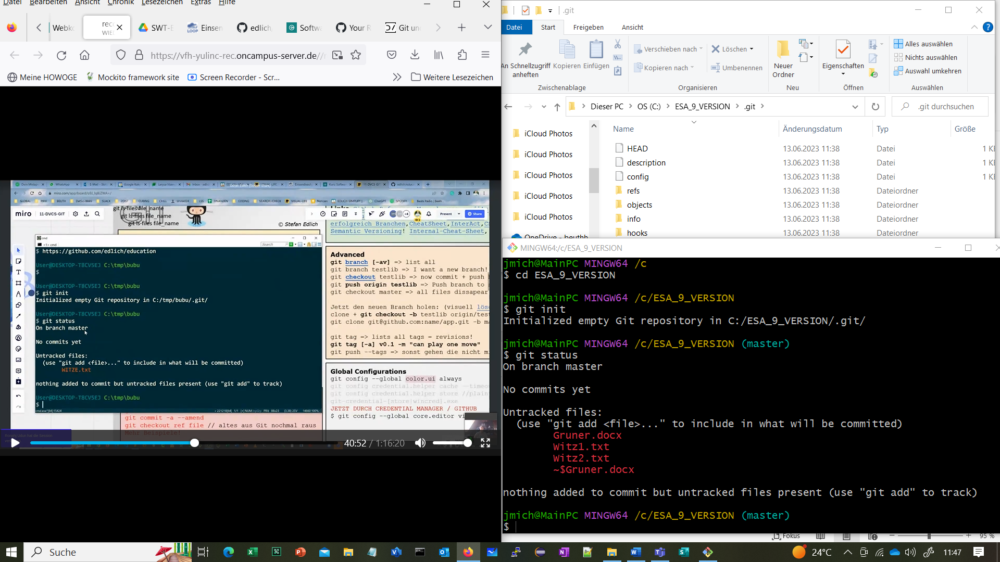 Datei Bearbeiten Ansicht Chronik Lesezeichen Extras Hilfe
Webko
reco
WIE
SWT-E
Einsen
edlich
Softwa
Your R
Git und
https://vfh-yulinc-rec.oncampus-server.de//r
Meine HOWOGE
Mockito framework site
Screen Recorder - Scr...
Weitere Lesezeichen
miro
11-DVCS-GIT
Present
Share
git ls-files file_name
git ls-files file_name
git ls-files file_name
© Stefan Edlich
erfolgreich Branchen,CheatSheet,InterAct,CS
Semantic Versioning! Internal-Cheat-Sheet,
cmd
<1> cmd
Search
$ https://github.com/edlich/education
User@DESKTOP-T8CV5EJ C:\tmp\bubu
$
User@DESKTOP-T8CV5EJ C:\tmp\bubu
$ git init
Initialized empty Git repository in C:/tmp/bubu/.git/
User@DESKTOP-T8CV5EJ C:\tmp\bubu
$ git status
On branch master
No commits yet
Untracked files:
(use "git add <file>..." to include in what will be committed)
WITZE.txt
nothing added to commit but untracked files present (use "git add" to track)
User@DESKTOP-T8CV5EJ C:\tmp\bubu
$
Advanced
git branch [-av] => list all
git branch testlib => I want a new branch!
git checkout testlib => now commit + push
git push origin testlib => Push branch to
git checkout master => all files dissapear
Jetzt den neuen Branch holen: (visuell lös
clone + git checkout -b testlib origin/test
git clone git@github.com:name/app.git -b ma
git tag => lists all tags = revisions!
git tag [-a] v0.1 -m "can play one move"
git push --tags => sonst gehen die nicht mi
Global Configurations
git config --global color.ui always
git config credential.helper cache --timeo
git config credential.helper store //plain
git-credential-[store|wincred].exe
JETZT DURCH CREDENTIAL MANAGER / GITHUB
$ git config --global core.editor vi
git commit -a --amend
git checkout ref file // altes aus Git nochmal raus
Mehr Beispiele!
40:52 / 1:16:20
.git
Datei Start Freigeben Ansicht
An Schnellzugriff anheften
Kopieren
Einfügen
Verschieben nach
Kopieren nach
Löschen
Umbenennen
Neuer Ordner
Eigenschaften
Alles auswählen
Nichts auswählen
Auswahl umkehren
Zwischenablage
Organisieren
Neu
Öffnen
Auswählen
Dieser PC > OS (C:) > ESA_9_VERSION > .git >
.git durchsuchen
Name Änderungsdatum Typ Größe
iCloud Photos
iCloud Photos
iCloud Photos
iCloud Photos
iCloud Photos
OneDrive - beuthh
HEAD 13.06.2023 11:38 Datei 1 KB
description 13.06.2023 11:38 Datei 1 KB
config 13.06.2023 11:38 Datei 1 KB
refs 13.06.2023 11:38 Dateiordner
objects 13.06.2023 11:38 Dateiordner
info 13.06.2023 11:38 Dateiordner
hooks 13.06.2023 11:38 Dateiordner
MINGW64:/c/ESA_9_VERSION
jmich@MainPC MINGW64 /c
$ cd ESA_9_VERSION
jmich@MainPC MINGW64 /c/ESA_9_VERSION
$ git init
Initialized empty Git repository in C:/ESA_9_VERSION/.git/
jmich@MainPC MINGW64 /c/ESA_9_VERSION (master)
$ git status
On branch master
No commits yet
Untracked files:
(use "git add <file>..." to include in what will be committed)
Gruner.docx
Witz1.txt
Witz2.txt
~$Gruner.docx
nothing added to commit but untracked files present (use "git add" to track)
jmich@MainPC MINGW64 /c/ESA_9_VERSION (master)
$
Fokus
95 %
Suche
24°C
11:47